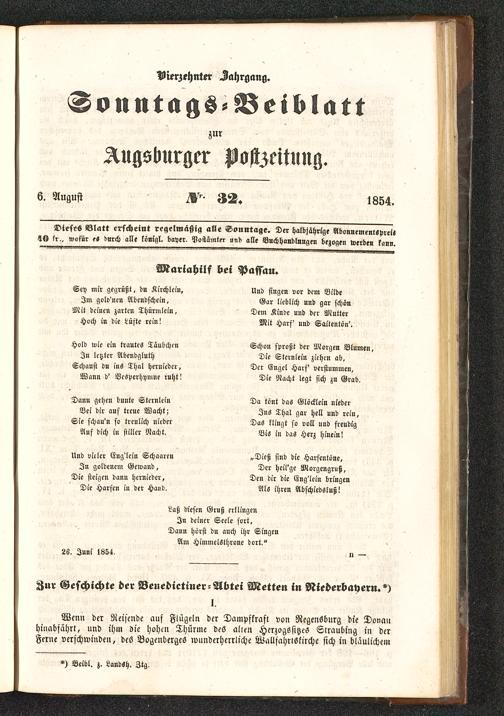 Vierzehnter Jahrgang.
Sonntags-Beiblatt
zur
Augsburger Postzeitung.
6. August Nr. 32. 1854.
Dieses Blatt erscheint regelmäßig alle Sonntage. Der halbjährige Abonnementspreis
40 kr., wofür es durch alle königl. bayer. Postämter und alle Buchhandlungen bezogen werden kann.
Mariahilf bei Passau.
Sey mir gegrüßt, du Kirchlein,
Im gold'nen Abendschein,
Mit deinen zarten Thürmlein,
Hoch in die Lüfte rein!
Hold wie ein trautes Täubchen
In letzter Abendgluth
Schaust du ins Thal hernieder,
Wann d' Vesperhymne ruht!
Dann gehen bunte Sternlein
Bei dir auf treue Wacht;
Sie schau'n so treulich nieder
Auf dich in stiller Nacht.
Und vieler Eng'lein Schaaren
In goldenem Gewand,
Die steigen dann hernieder,
Die Harfen in der Hand.
Und singen vor dem Bilde
Gar lieblich und gar schön
Dem Kinde und der Mutter
Mit Harf' und Saitentön'.
Schon sproßt der Morgen Blumen,
Die Sternlein ziehen ab,
Der Engel Harf' verstummen,
Die Nacht legt sich zu Grab.
Da tönt das Glöcklein nieder
Ins Thal gar hell und rein,
Das klingt so voll und freudig
Bis in das Herz hinein!
„Dieß sind die Harfentöne,
Der heil'ge Morgengruß,
Den dir die Eng'lein bringen
Als ihren Abschiedskuß!
Laß diesen Gruß erklingen
In deiner Seele fort,
Dann hörst du auch ihr Singen
Am Himmelsthrone dort.“
26. Juni 1854. n —
Zur Geschichte der Benedictiner-Abtei Metten in Niederbayern.*)
I.
Wenn der Reisende auf Flügeln der Dampfkraft von Regensburg die Donau
hinabfährt, und ihm die hohen Thürme des alten Herzogsitzes Straubing in der
Ferne verschwinden, des Bogenberges wunderherrliche Wallfahrtskirche sich in bläulichem
*) Beibl. z. Landsh. Ztg.